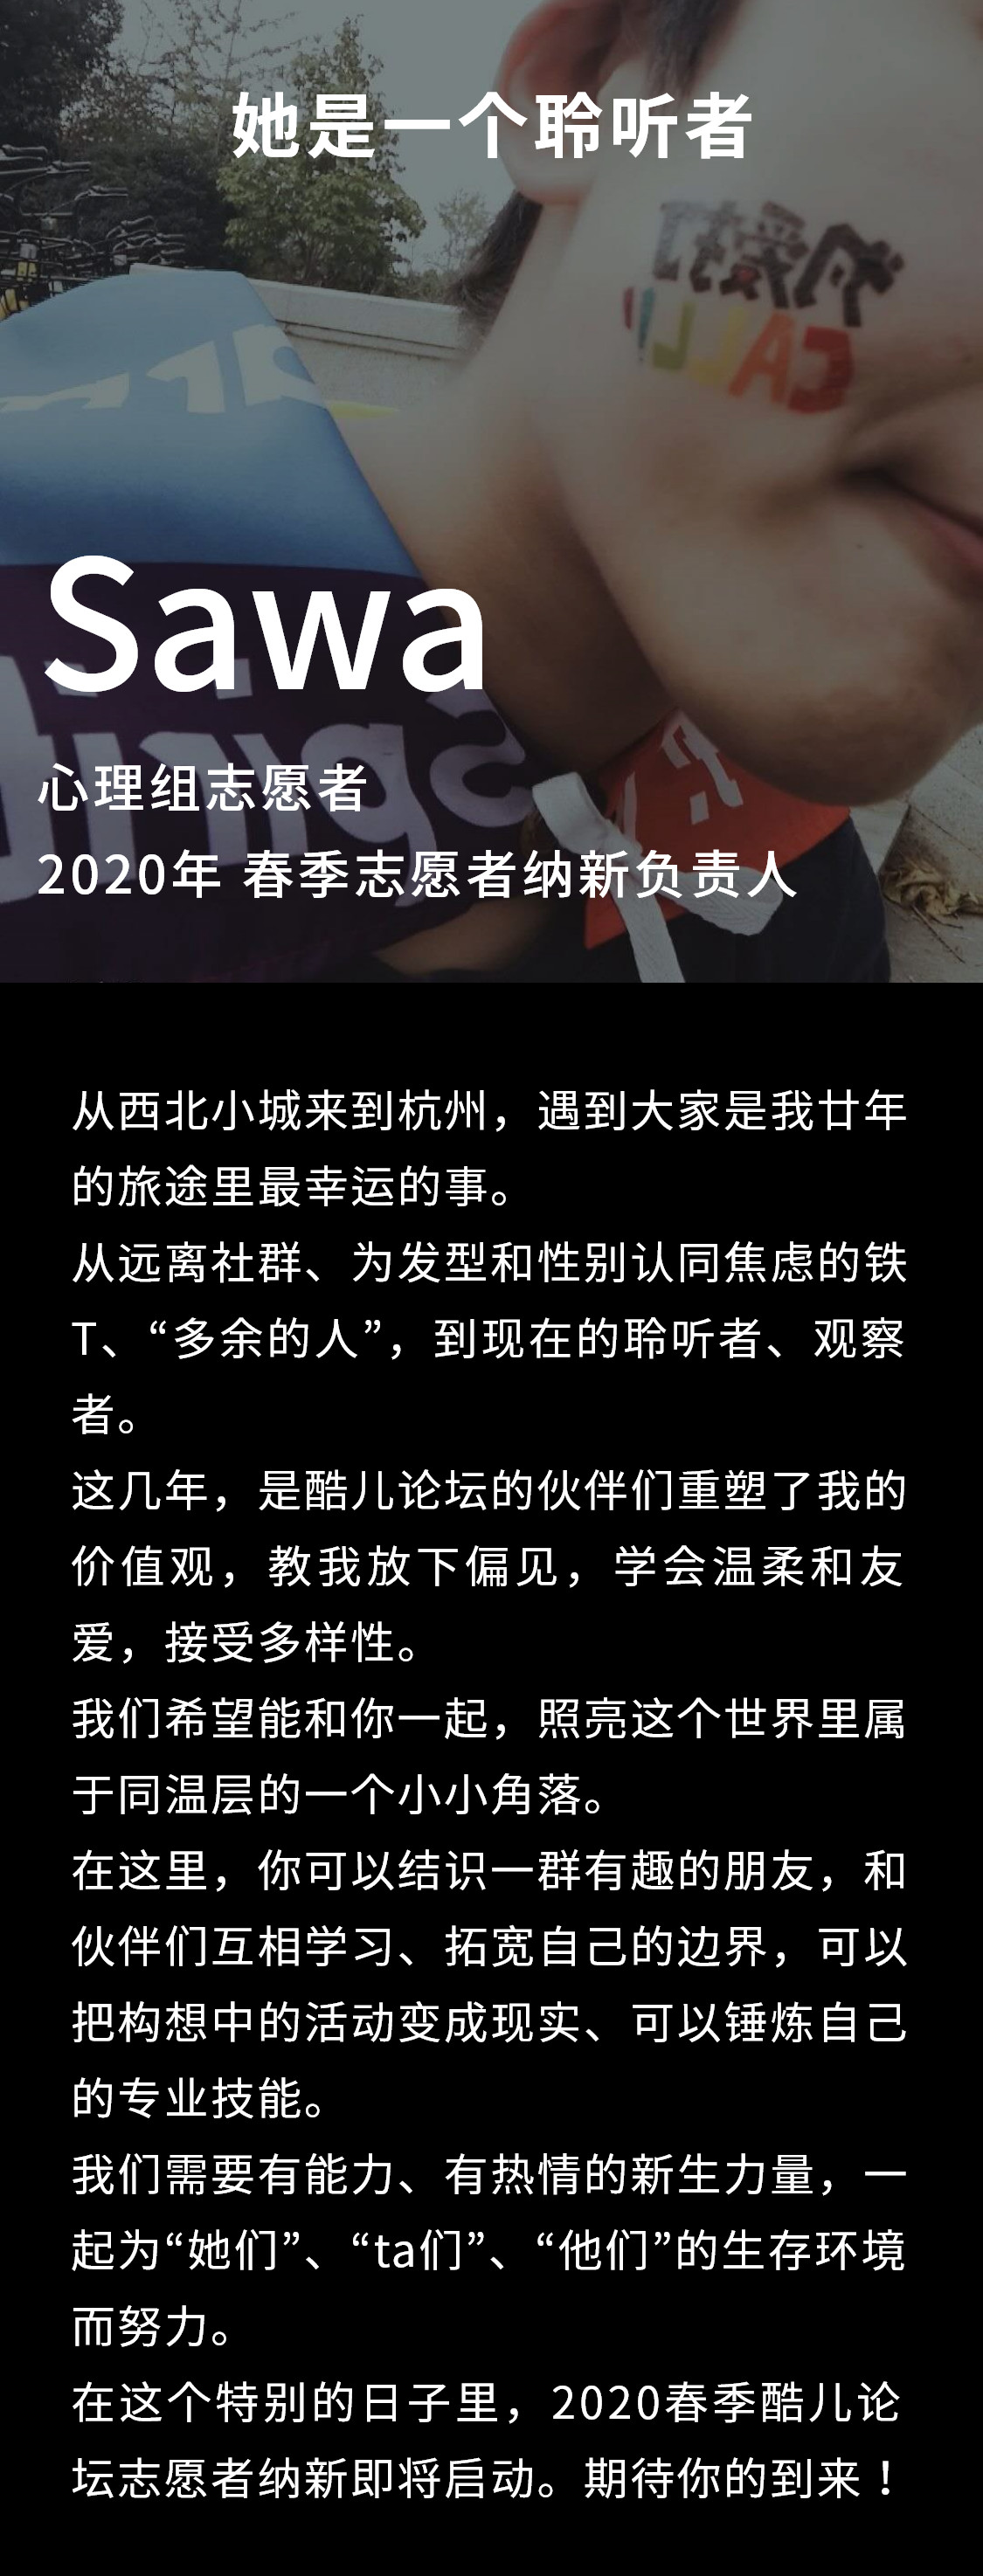 她是一个聆听者
Sawa
心理组志愿者
2020年 春季志愿者纳新负责人
从西北小城来到杭州，遇到大家是我廿年
的旅途里最幸运的事。
从远离社群、为发型和性别认同焦虑的铁
T、“多余的人”，到现在的聆听者、观察
者。
这几年，是酷儿论坛的伙伴们重塑了我的
价值观，教我放下偏见，学会温柔和友
爱，接受多样性。
我们希望能和你一起，照亮这个世界里属
于同温层的一个小小角落。
在这里，你可以结识一群有趣的朋友，和
伙伴们互相学习、拓宽自己的边界，可以
把构想中的活动变成现实、可以锤炼自己
的专业技能。
我们需要有能力、有热情的新生力量，一
起为“她们”、“ta们”、“他们”的生存环境
而努力。
在这个特别的日子里，2020春季酷儿论
坛志愿者纳新即将启动。期待你的到来！